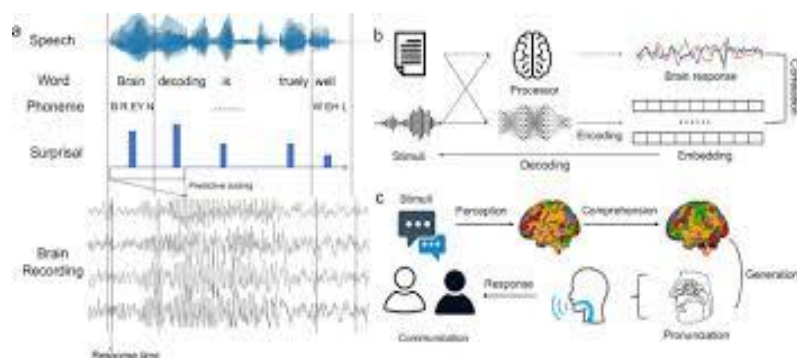 a
Speech
Word Brain decoding is truely well
Phoneme B R EY N ........ W EH L
Surprisal
Predictive coding
Brain
Recording
Response time
b
Processor
Brain response
Correlation
Stimuli
Encoding
Decoding
Embedding
c
Stimuli
Perception
Comprehension
Generation
Response
Communication
Pronunciation